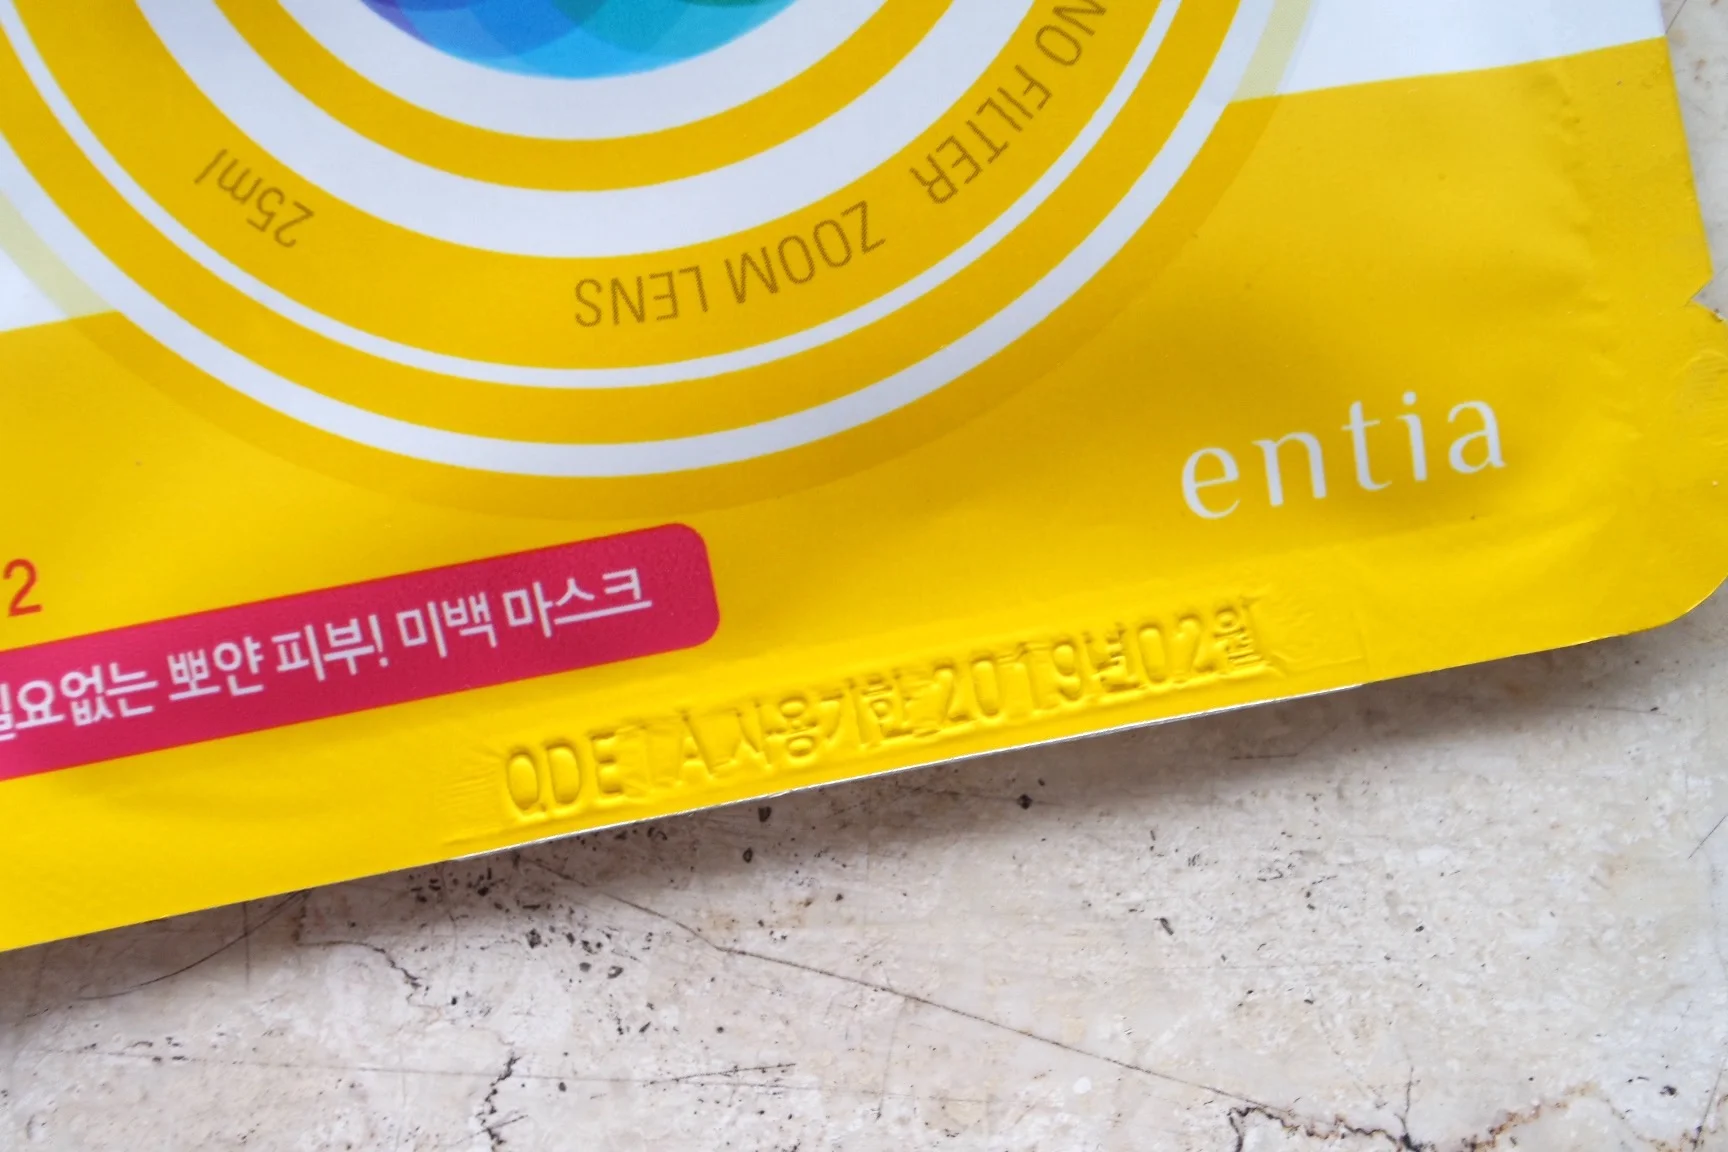 NO FILTER ZOOM LENS
25ml
entia
2
필요없는 뽀얀 피부! 미백 마스크
QDE1A 사용기한 2019년02월